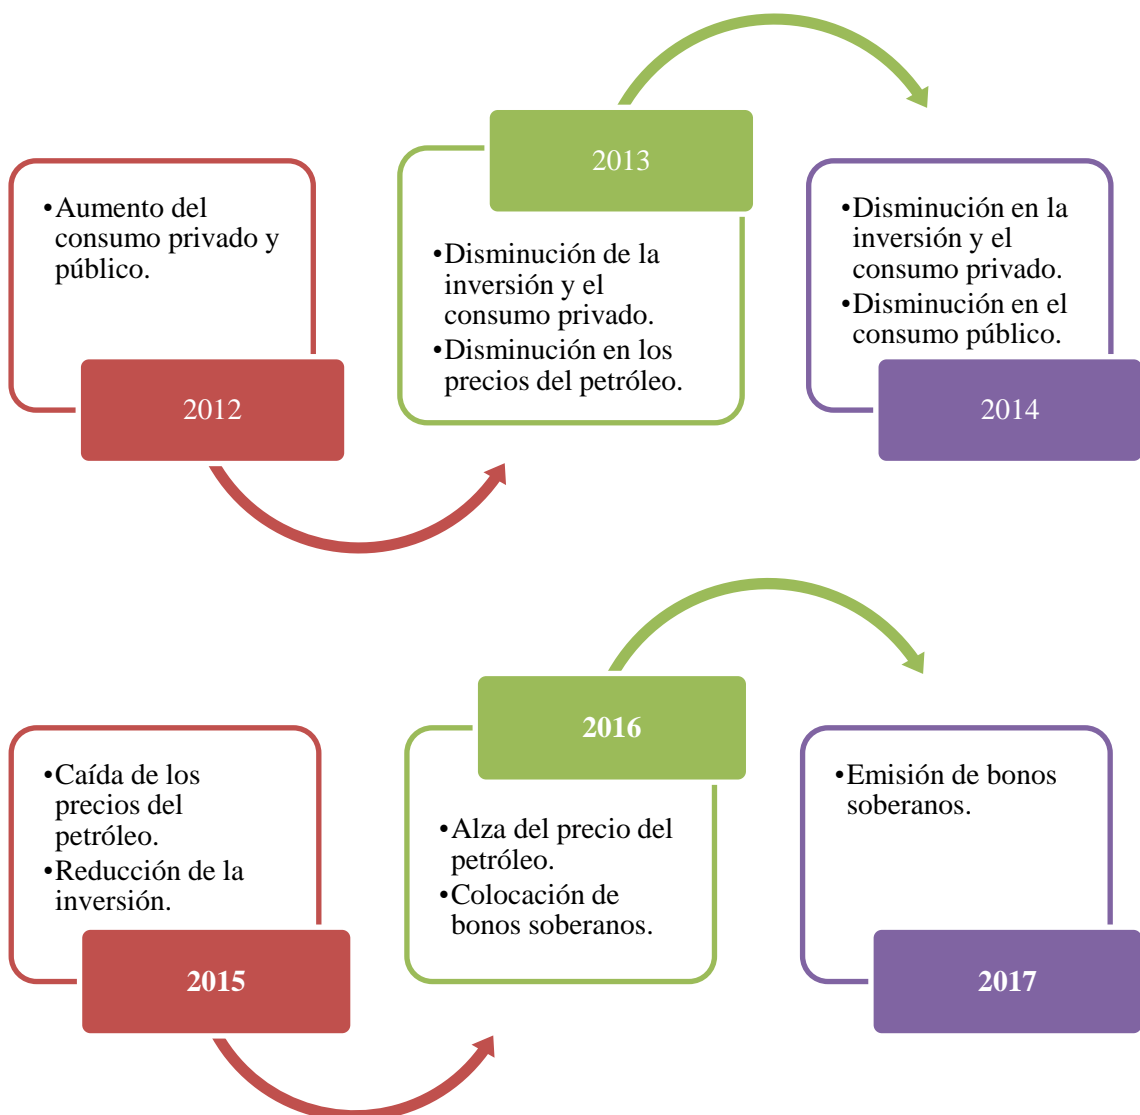 •Aumento del
consumo privado y
público.
2012
2013
•Disminución de la
inversión y el
consumo privado.
•Disminución en los
precios del petróleo.
•Disminución en la
inversión y el
consumo privado.
•Disminución en el
consumo público.
2014
•Caída de los
precios del
petróleo.
•Reducción de la
inversión.
2015
2016
•Alza del precio del
petróleo.
•Colocación de
bonos soberanos.
•Emisión de bonos
soberanos.
2017